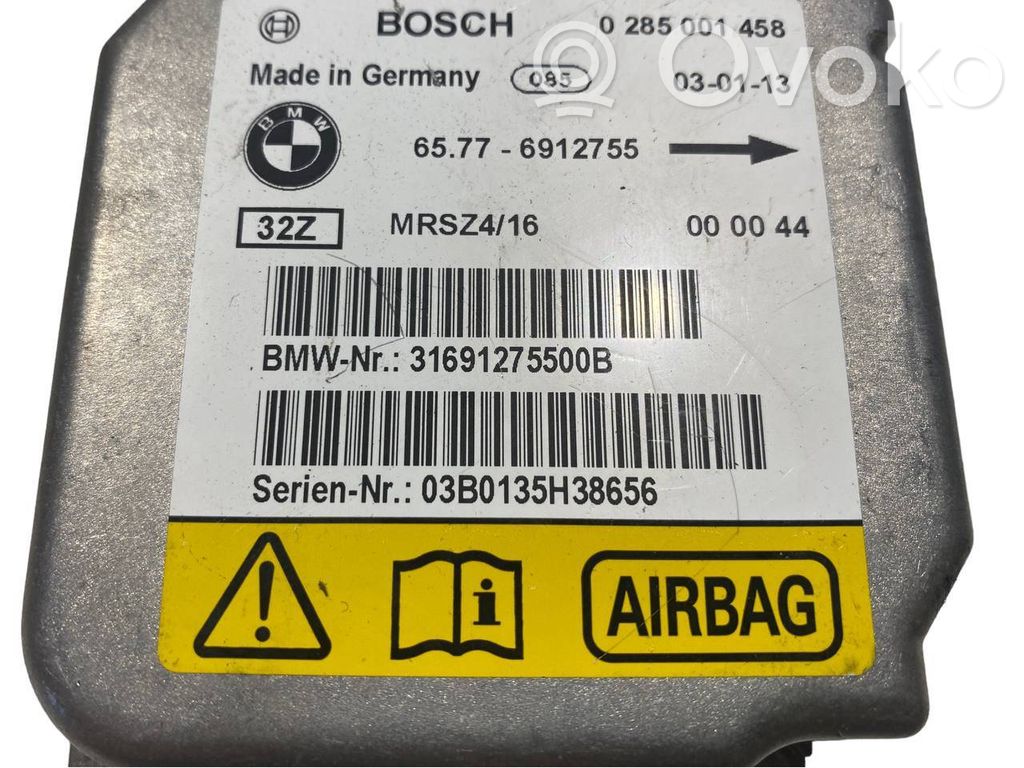 BOSCH 0 285 001 458
Made in Germany 085 03-01-13
ovoko
BMW 65.77 - 6912755
32Z MRSZ4/16 00 00 44
BMW-Nr.: 31691275500B
Serien-Nr.: 03B0135H38656
! i AIRBAG